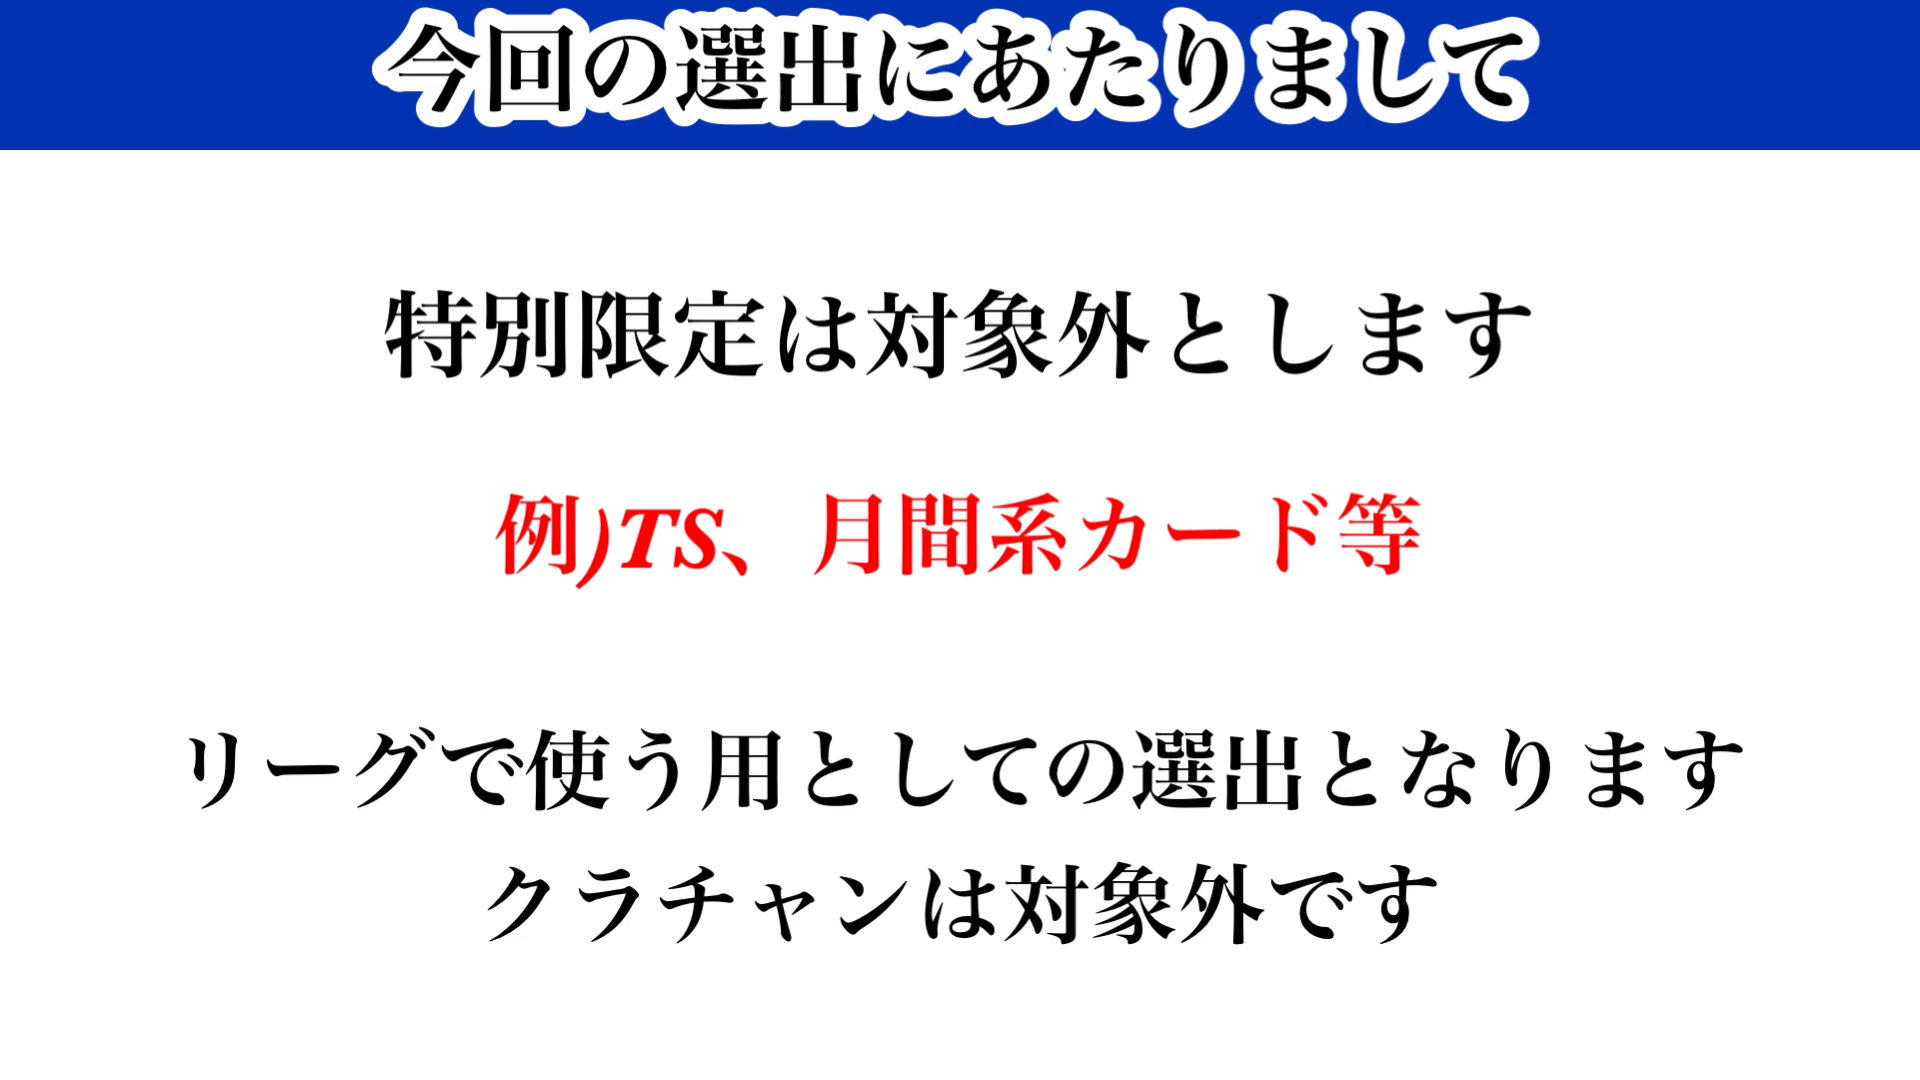 今回の選出にあたりまして
特別限定は対象外とします
例)TS、月間系カード等
リーグで使う用としての選出となります
クラチャンは対象外です